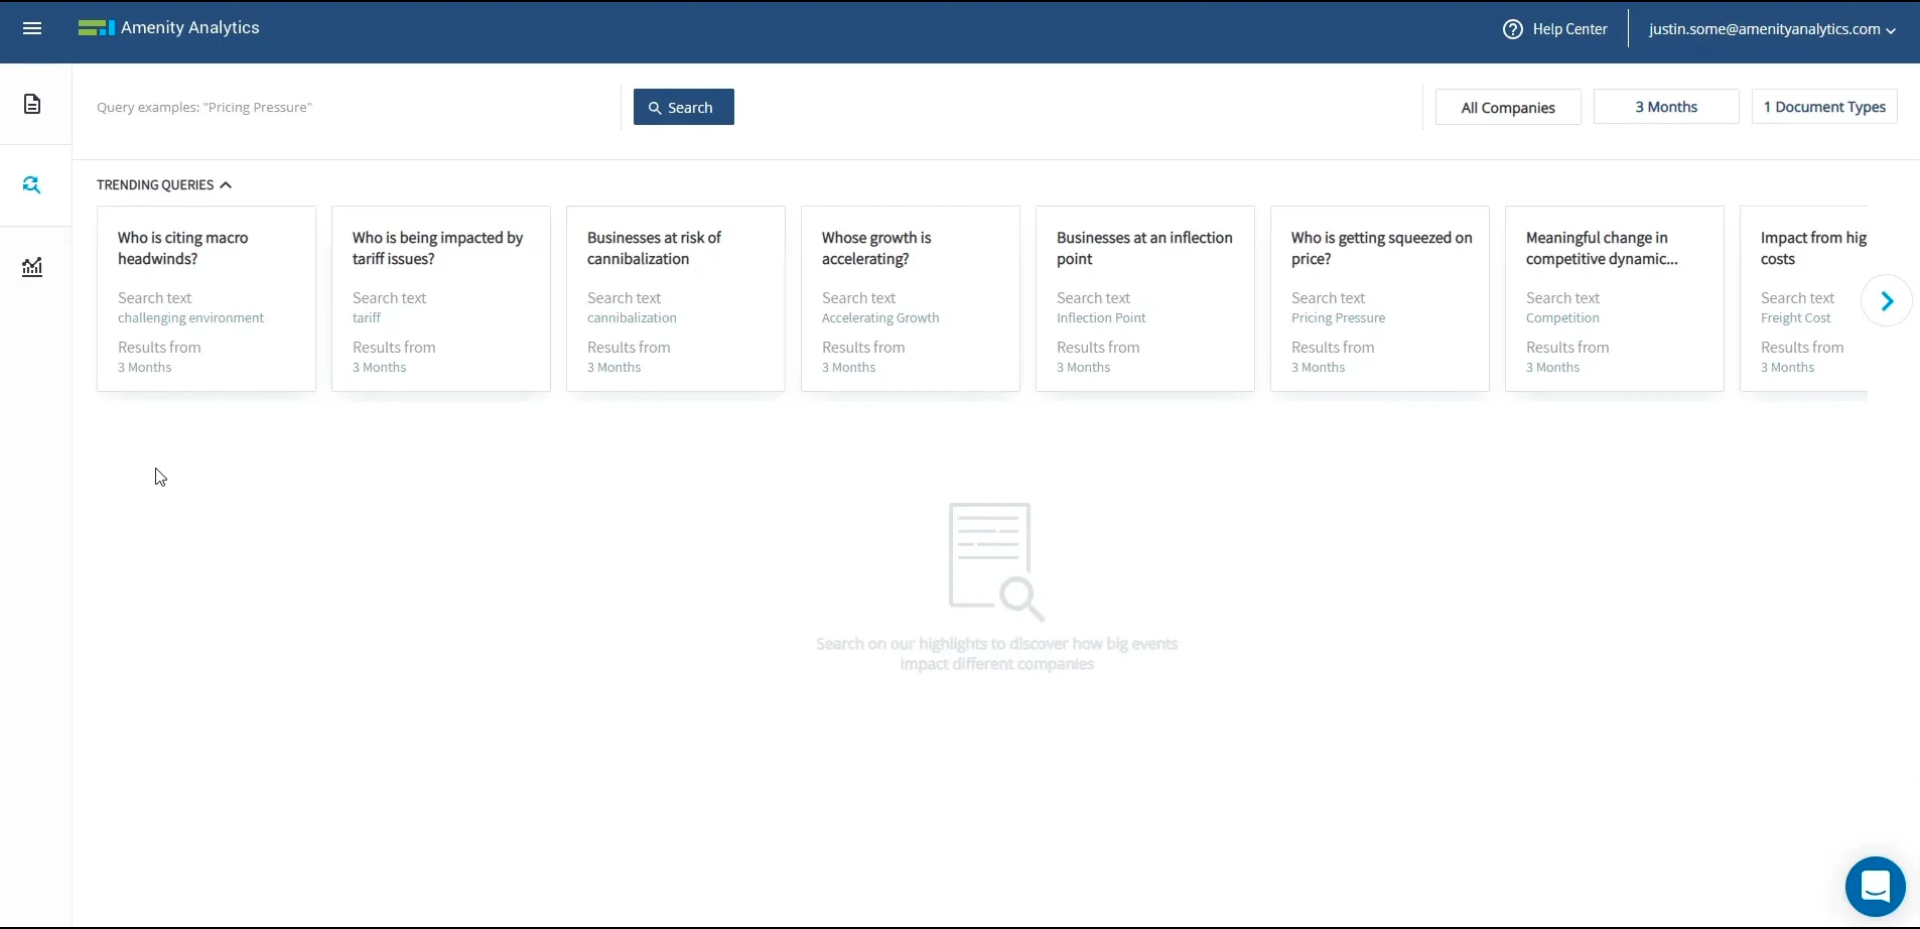 Amenity Analytics
Help Center
justin.some@amenityanalytics.com
Query examples: "Pricing Pressure"
Search
All Companies
3 Months
1 Document Types
TRENDING QUERIES
Who is citing macro
headwinds?
Search text
challenging environment
Results from
3 Months
Who is being impacted by
tariff issues?
Search text
tariff
Results from
3 Months
Businesses at risk of
cannibalization
Search text
cannibalization
Results from
3 Months
Whose growth is
accelerating?
Search text
Accelerating Growth
Results from
3 Months
Businesses at an inflection
point
Search text
Inflection Point
Results from
3 Months
Who is getting squeezed on
price?
Search text
Pricing Pressure
Results from
3 Months
Meaningful change in
competitive dynamic...
Search text
Competition
Results from
3 Months
Impact from hig
costs
Search text
Freight Cost
Results from
3 Months
Search on our highlights to discover how big events
impact different companies